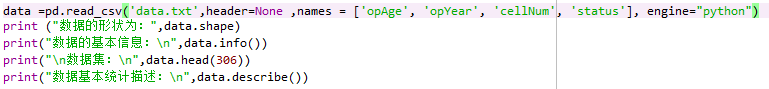 data =pd.read_csv('data.txt',header=None ,names = ['opAge', 'opYear', 'cellNum', 'status'], engine="python")
print ("数据的形状为：",data.shape)
print("数据的基本信息：\n",data.info())
print("\n数据集：\n",data.head(306))
print("数据基本统计描述：\n",data.describe())